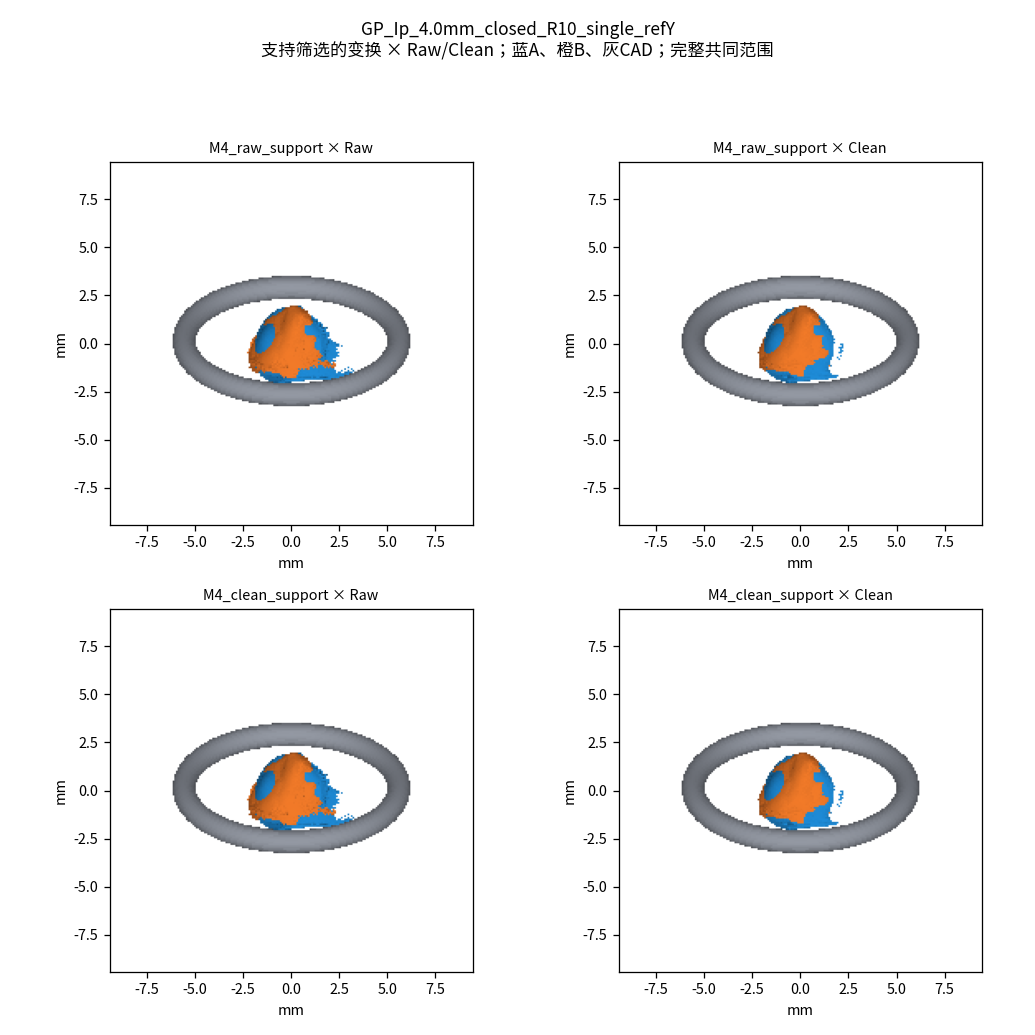 GP_Ip_4.0mm_closed_R10_single_refY
支持筛选的变换 × Raw/Clean；蓝A、橙B、灰CAD；完整共同范围
M4_raw_support × Raw
M4_raw_support × Clean
7.5
5.0
2.5
0.0
-2.5
-5.0
-7.5
mm
-7.5 -5.0 -2.5 0.0 2.5 5.0 7.5
mm
7.5
5.0
2.5
0.0
-2.5
-5.0
-7.5
mm
-7.5 -5.0 -2.5 0.0 2.5 5.0 7.5
mm
M4_clean_support × Raw
M4_clean_support × Clean
7.5
5.0
2.5
0.0
-2.5
-5.0
-7.5
mm
-7.5 -5.0 -2.5 0.0 2.5 5.0 7.5
mm
7.5
5.0
2.5
0.0
-2.5
-5.0
-7.5
mm
-7.5 -5.0 -2.5 0.0 2.5 5.0 7.5
mm